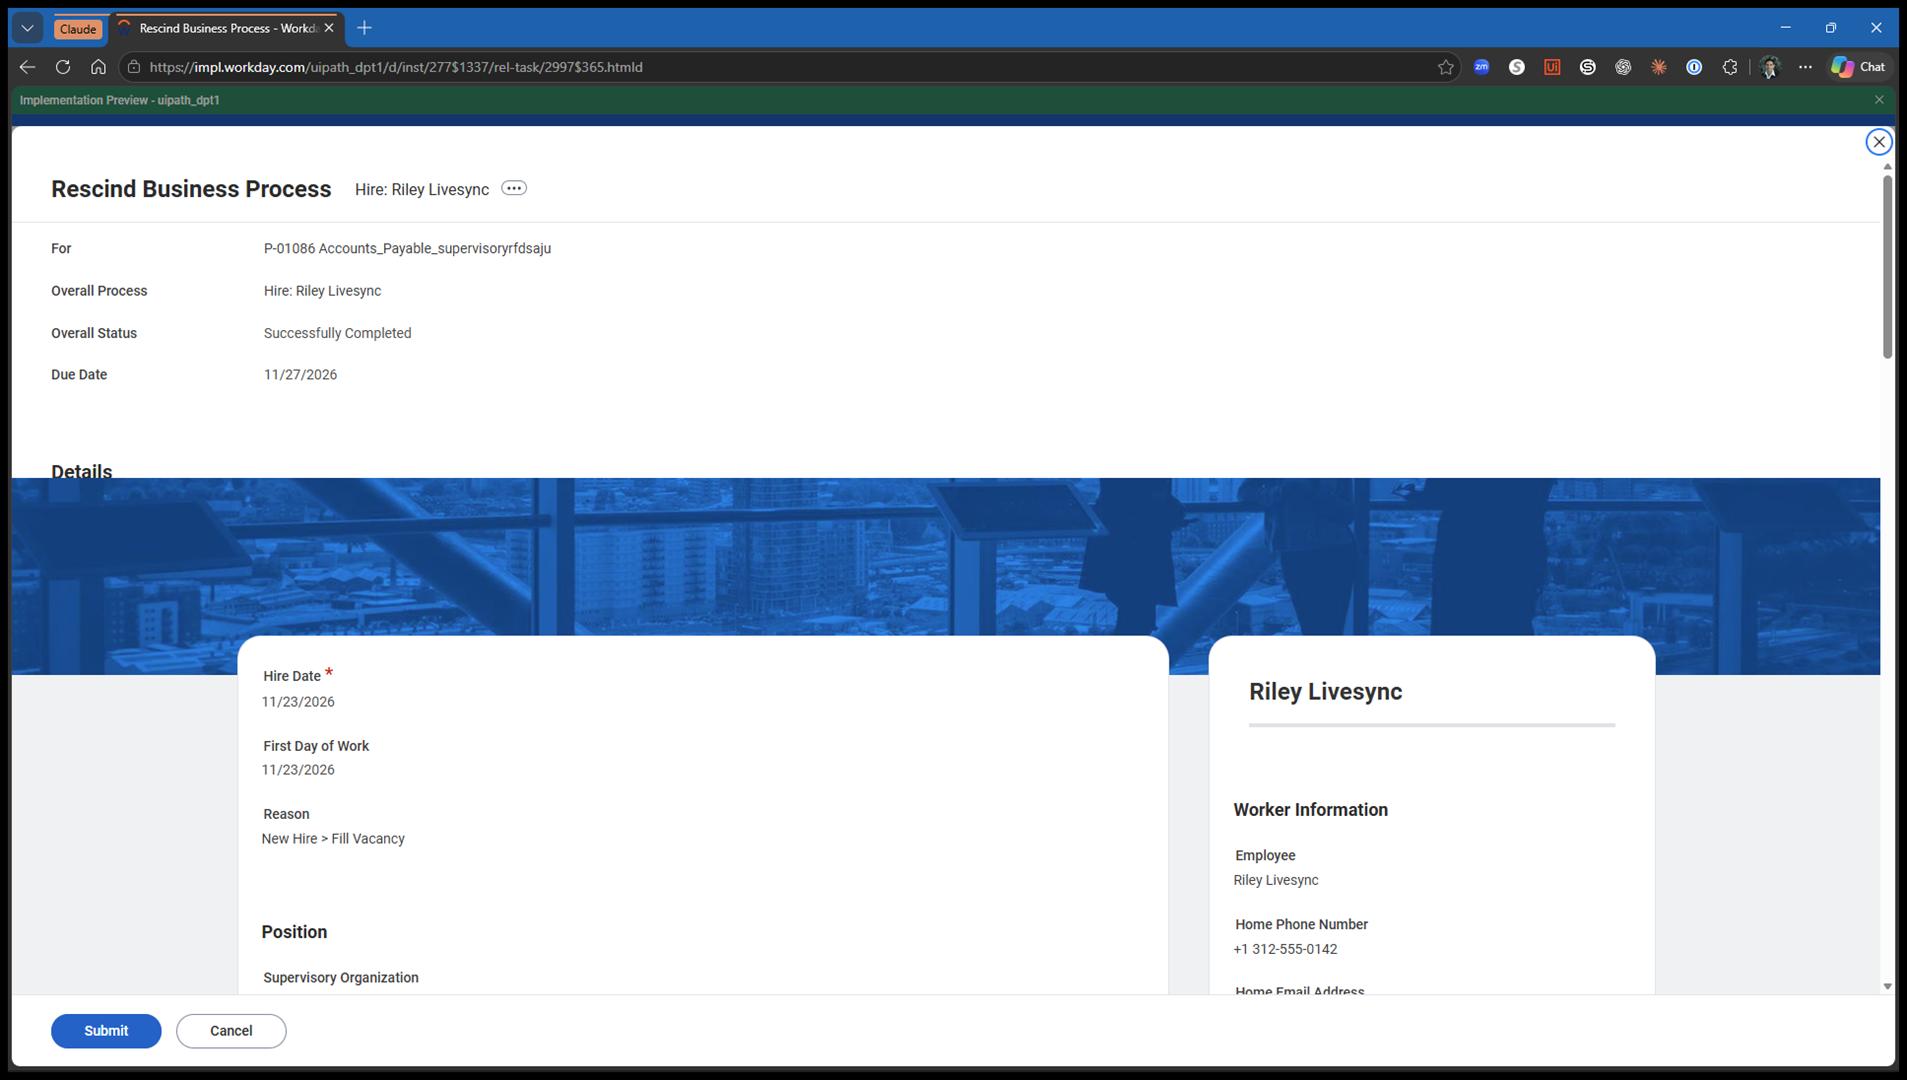 Claude
Rescind Business Process - Workda
https://impl.workday.com/uipath_dpt1/d/inst/277$1337/rel-task/2997$365.htmld
zm
Ui
Chat
Implementation Preview - uipath_dpt1
Rescind Business Process Hire: Riley Livesync
For P-01086 Accounts_Payable_supervisoryrfdsaju
Overall Process Hire: Riley Livesync
Overall Status Successfully Completed
Due Date 11/27/2026
Details
Hire Date *
11/23/2026
First Day of Work
11/23/2026
Reason
New Hire > Fill Vacancy
Position
Supervisory Organization
Riley Livesync
Worker Information
Employee
Riley Livesync
Home Phone Number
+1 312-555-0142
Home Email Address
Submit Cancel